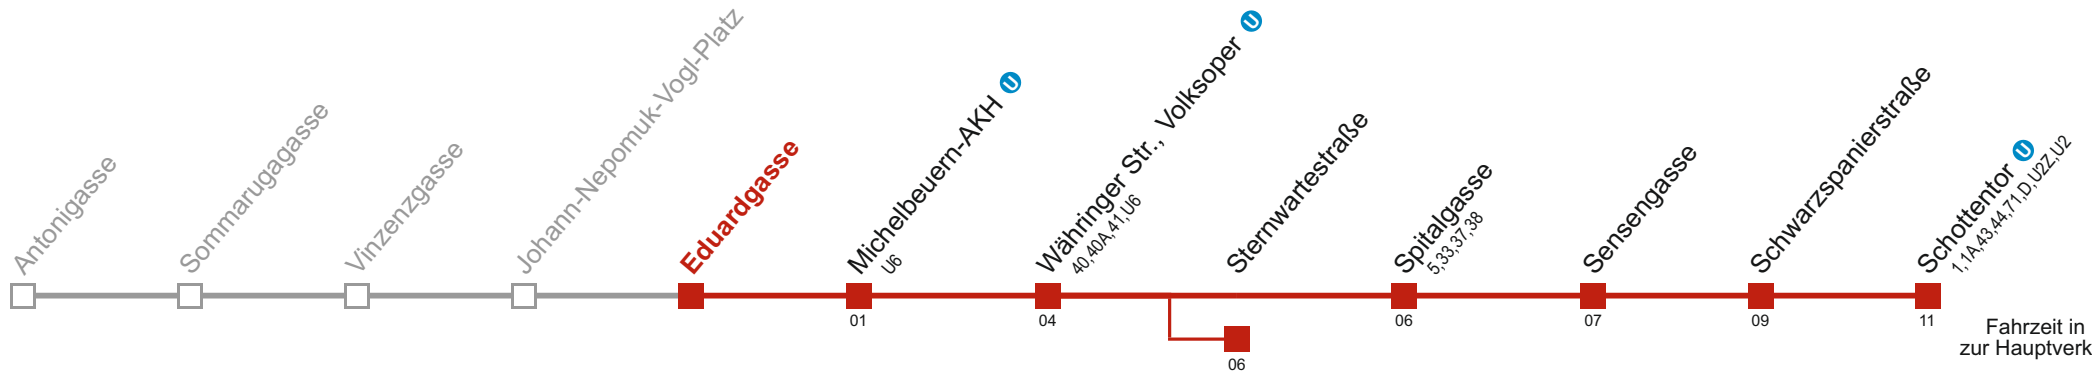 Antonigasse
Sommarugagasse
Vinzenzgasse
Johann-Nepomuk-Vogl-Platz
Eduardgasse
Michelbeuern-AKH U
U6
Währinger Str., Volksoper U
40,40A,41,U6
Sternwartestraße
Spitalgasse
5,33,37,38
Sensengasse
Schwarzspanierstraße
Schottentor U
1,1A,43,44,71,D,U2Z,U2
01
04
06
06
07
09
11
Fahrzeit in
zur Hauptverk